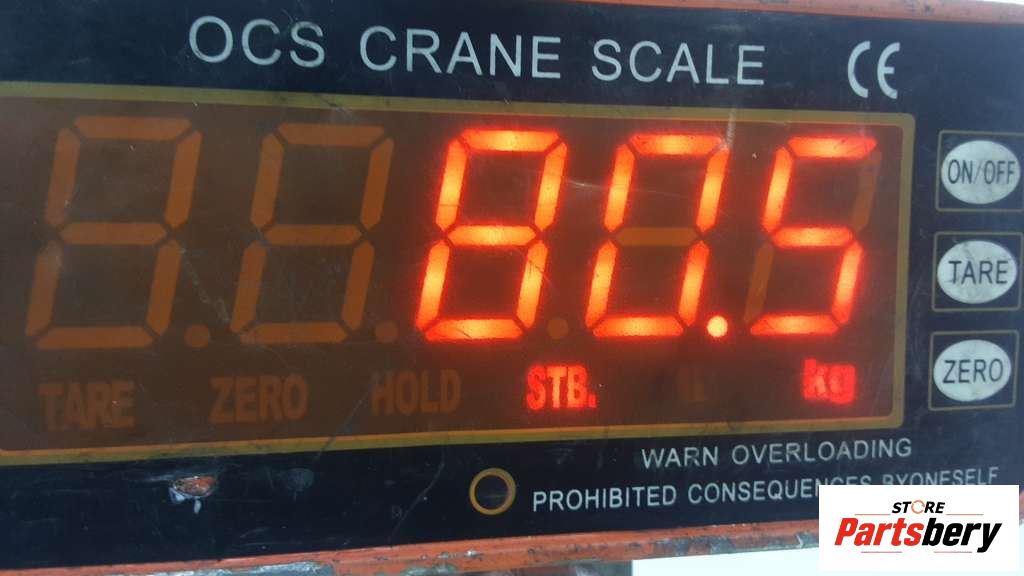 OCS CRANE SCALE CE
80.5
ON/OFF
TARE
ZERO
TARE ZERO HOLD STB. kg
WARN OVERLOADING
PROHIBITED CONSEQUENCES BYONESELF
STORE
Partsbery